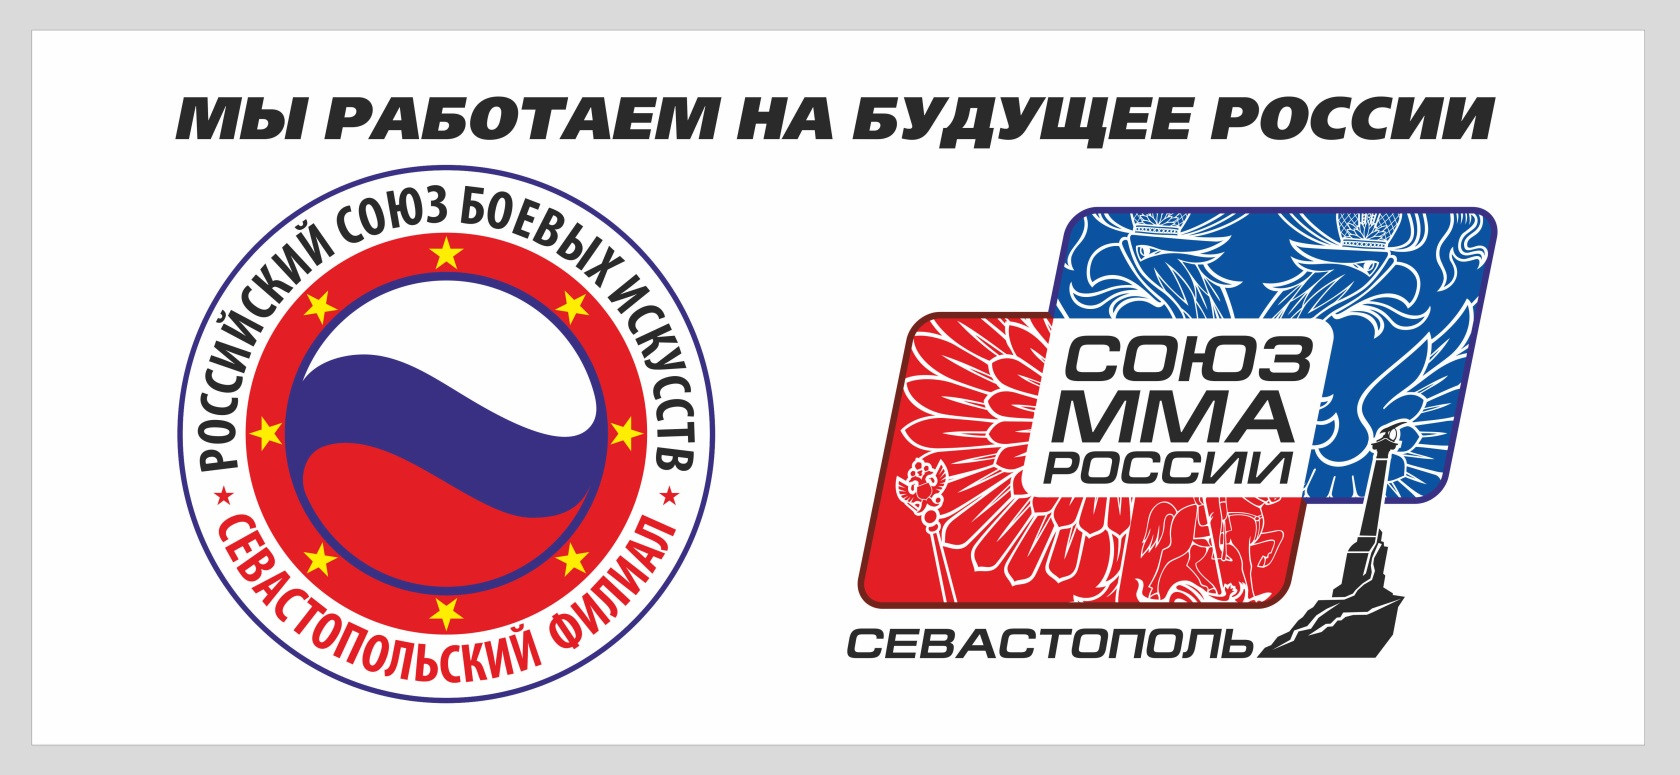 МЫ РАБОТАЕМ НА БУДУЩЕЕ РОССИИ
РОССИЙСКИЙ СОЮЗ БОЕВЫХ ИСКУССТВ
СЕВАСТОПОЛЬСКИЙ ФИЛИАЛ
СОЮЗ
ММА
РОССИИ
СЕВАСТОПОЛЬ